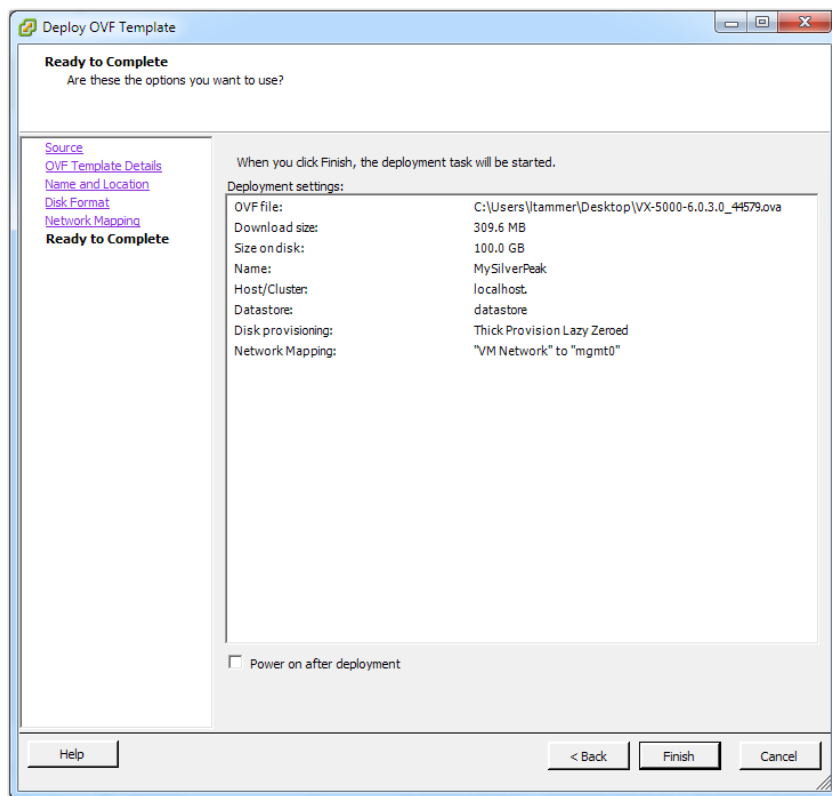 Deploy OVF Template
Ready to Complete
Are these the options you want to use?
Source
OVF Template Details
Name and Location
Disk Format
Network Mapping
Ready to Complete
When you click Finish, the deployment task will be started.
Deployment settings:
OVF file: C:\Users\ltammer\Desktop\VX-5000-6.0.3.0_44579.ova
Download size: 309.6 MB
Size on disk: 100.0 GB
Name: MySilverPeak
Host/Cluster: localhost.
Datastore: datastore
Disk provisioning: Thick Provision Lazy Zeroed
Network Mapping: "VM Network" to "mgmt0"
Power on after deployment
Help
< Back
Finish
Cancel